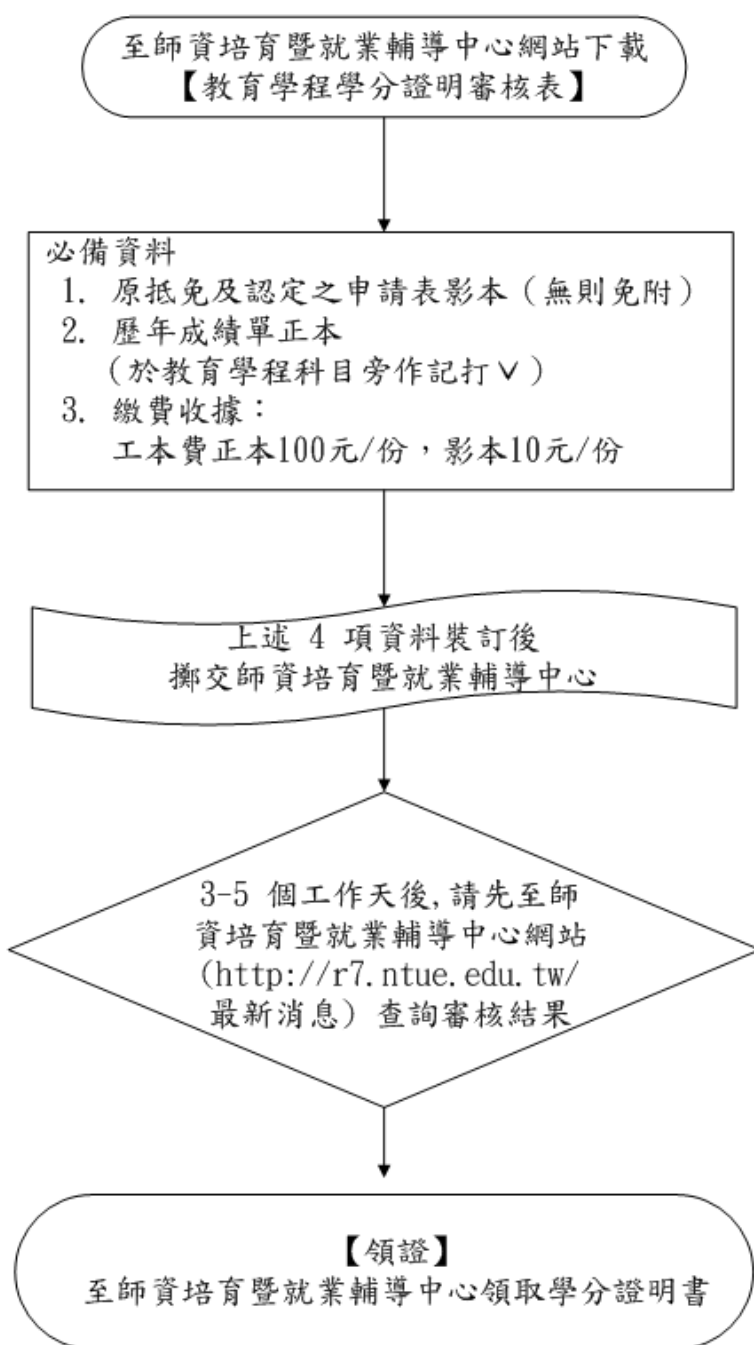 至師資培育暨就業輔導中心網站下載
【教育學程學分證明審核表】
必備資料
1. 原抵免及認定之申請表影本（無則免附）
2. 歷年成績單正本
（於教育學程科目旁作記打∨）
3. 繳費收據：
工本費正本100元/份，影本10元/份
上述 4 項資料裝訂後
擲交師資培育暨就業輔導中心
3-5 個工作天後,請先至師
資培育暨就業輔導中心網站
(http://r7.ntue.edu.tw/
最新消息) 查詢審核結果
【領證】
至師資培育暨就業輔導中心領取學分證明書